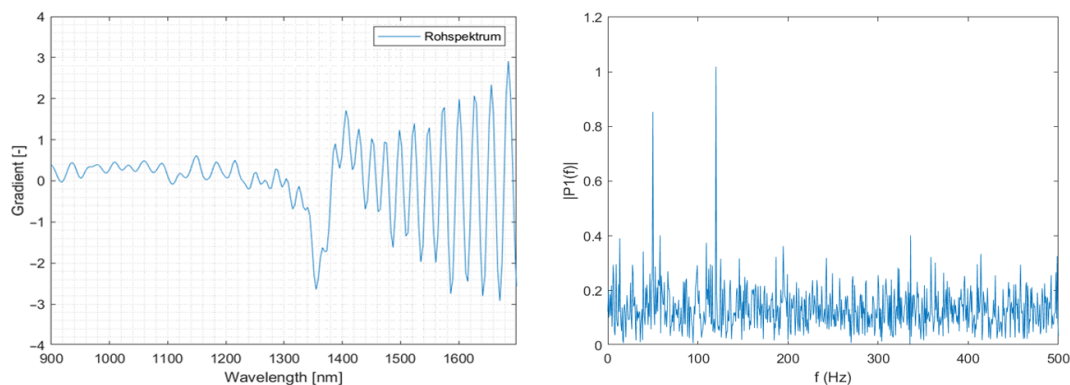 4
3
2
1
0
−1
−2
−3
−4
Gradient [-]
Rohspektrum
900 1000 1100 1200 1300 1400 1500 1600
Wavelength [nm]
1.2
1
0.8
0.6
0.4
0.2
0
|P1(f)|
0 100 200 300 400 500
f (Hz)